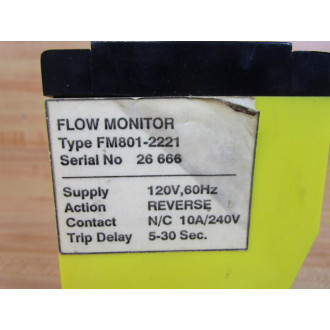 FLOW MONITOR
Type FM801-2221
Serial No 26 666
Supply 120V,60Hz
Action REVERSE
Contact N/C 10A/240V
Trip Delay 5-30 Sec.